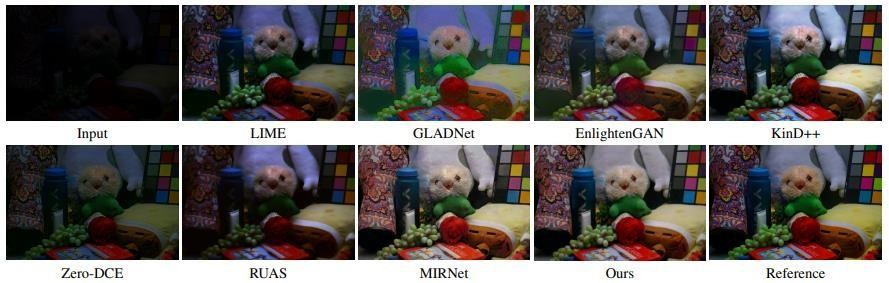 Input
LIME
GLADNet
EnlightenGAN
KinD++
Zero-DCE
RUAS
MIRNet
Ours
Reference